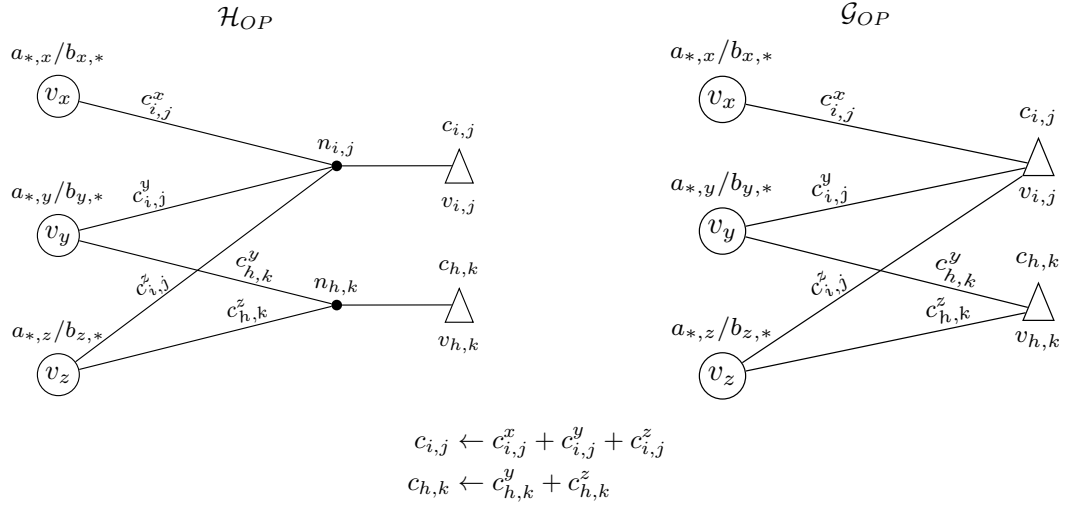 ℋ_{OP}
a_{*,x}/b_{x,*}
v_x
c^x_{i,j}
n_{i,j}
c_{i,j}
v_{i,j}
a_{*,y}/b_{y,*}
c^y_{i,j}
v_y
c^y_{h,k}
c^z_{i,j}
n_{h,k}
c_{h,k}
c^z_{h,k}
v_{h,k}
a_{*,z}/b_{z,*}
v_z
𝒢_{OP}
a_{*,x}/b_{x,*}
v_x
c^x_{i,j}
c_{i,j}
v_{i,j}
a_{*,y}/b_{y,*}
c^y_{i,j}
v_y
c^y_{h,k}
c_{h,k}
c^z_{i,j}
c^z_{h,k}
v_{h,k}
a_{*,z}/b_{z,*}
v_z
c_{i,j} ← c^x_{i,j} + c^y_{i,j} + c^z_{i,j}
c_{h,k} ← c^y_{h,k} + c^z_{h,k}